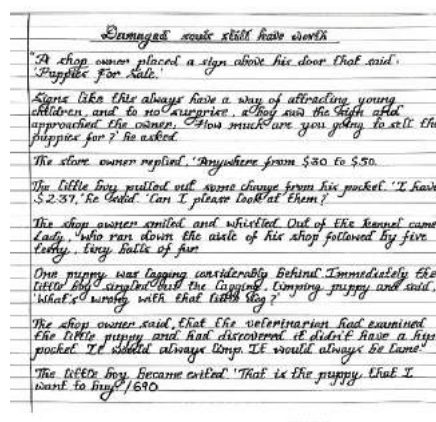 Damaged souls still have worth
"A shop owner placed a sign above his door that said:
'Puppies For Sale.'
Signs like this always have a way of attracting young
children, and to no surprise, a boy saw the sign and
approached the owner; 'How much are you going to sell the
puppies for?' he asked.
The store owner replied, 'Anywhere from $30 to $50.
The little boy pulled out some change from his pocket. 'I have
$2.37,' he said. 'Can I please look at them?'
The shop owner smiled and whistled. Out of the kennel came
Lady, who ran down the aisle of his shop followed by five
teeny, tiny balls of fur.
One puppy was lagging considerably behind. Immediately the
little boy singled out the lagging, limping puppy and said,
'What's wrong with that little dog?'
The shop owner said, that the veterinarian had examined
the little puppy and had discovered it didn't have a hip
pocket. It would always limp. It would always be lame.
The little boy became exited. 'That is the puppy that I
want to buy!' /690